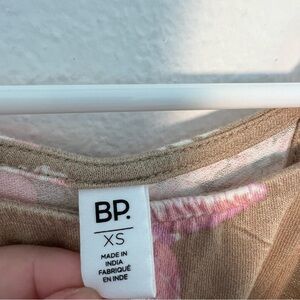 BP.
XS
MADE IN
INDIA
FABRIQUÉ
EN INDE